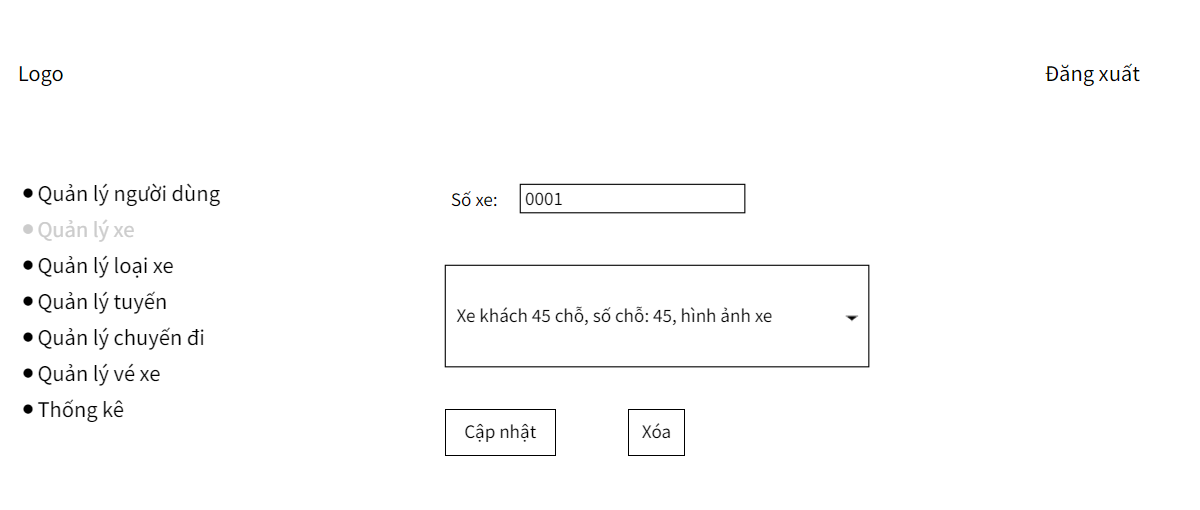 Logo
Đăng xuất
Quản lý người dùng
Quản lý xe
Quản lý loại xe
Quản lý tuyến
Quản lý chuyến đi
Quản lý vé xe
Thống kê
Số xe: 0001
Xe khách 45 chỗ, số chỗ: 45, hình ảnh xe
Cập nhật
Xóa